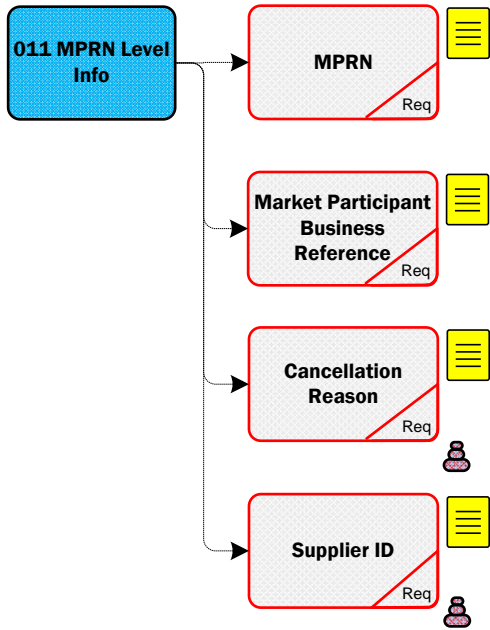 011 MPRN Level
Info
MPRN
Req
Market Participant
Business
Reference
Req
Cancellation
Reason
Req
Supplier ID
Req